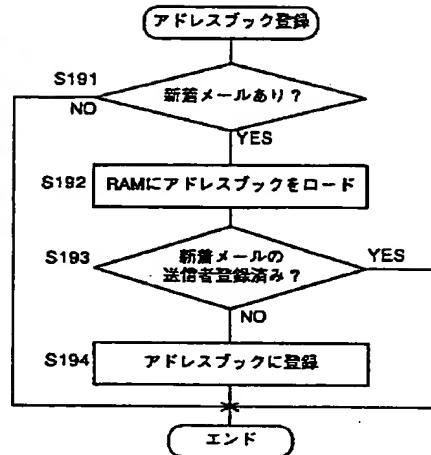 アドレスブック登録
S191
新着メールあり？
NO
YES
S192
RAMにアドレスブックをロード
S193
新着メールの
送信者登録済み？
YES
NO
S194
アドレスブックに登録
エンド